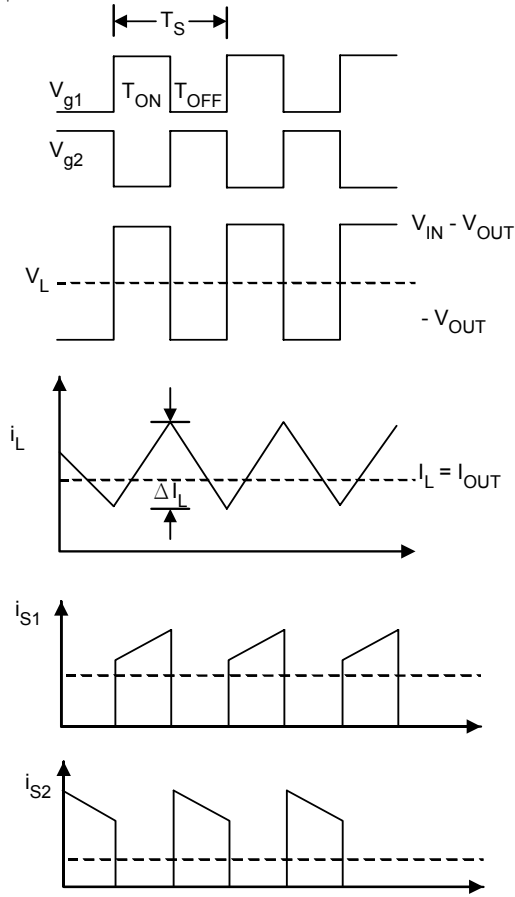 T_S
V_g1
T_ON T_OFF
V_g2
V_IN - V_OUT
V_L
- V_OUT
i_L
I_L = I_OUT
ΔI_L
i_S1
i_S2